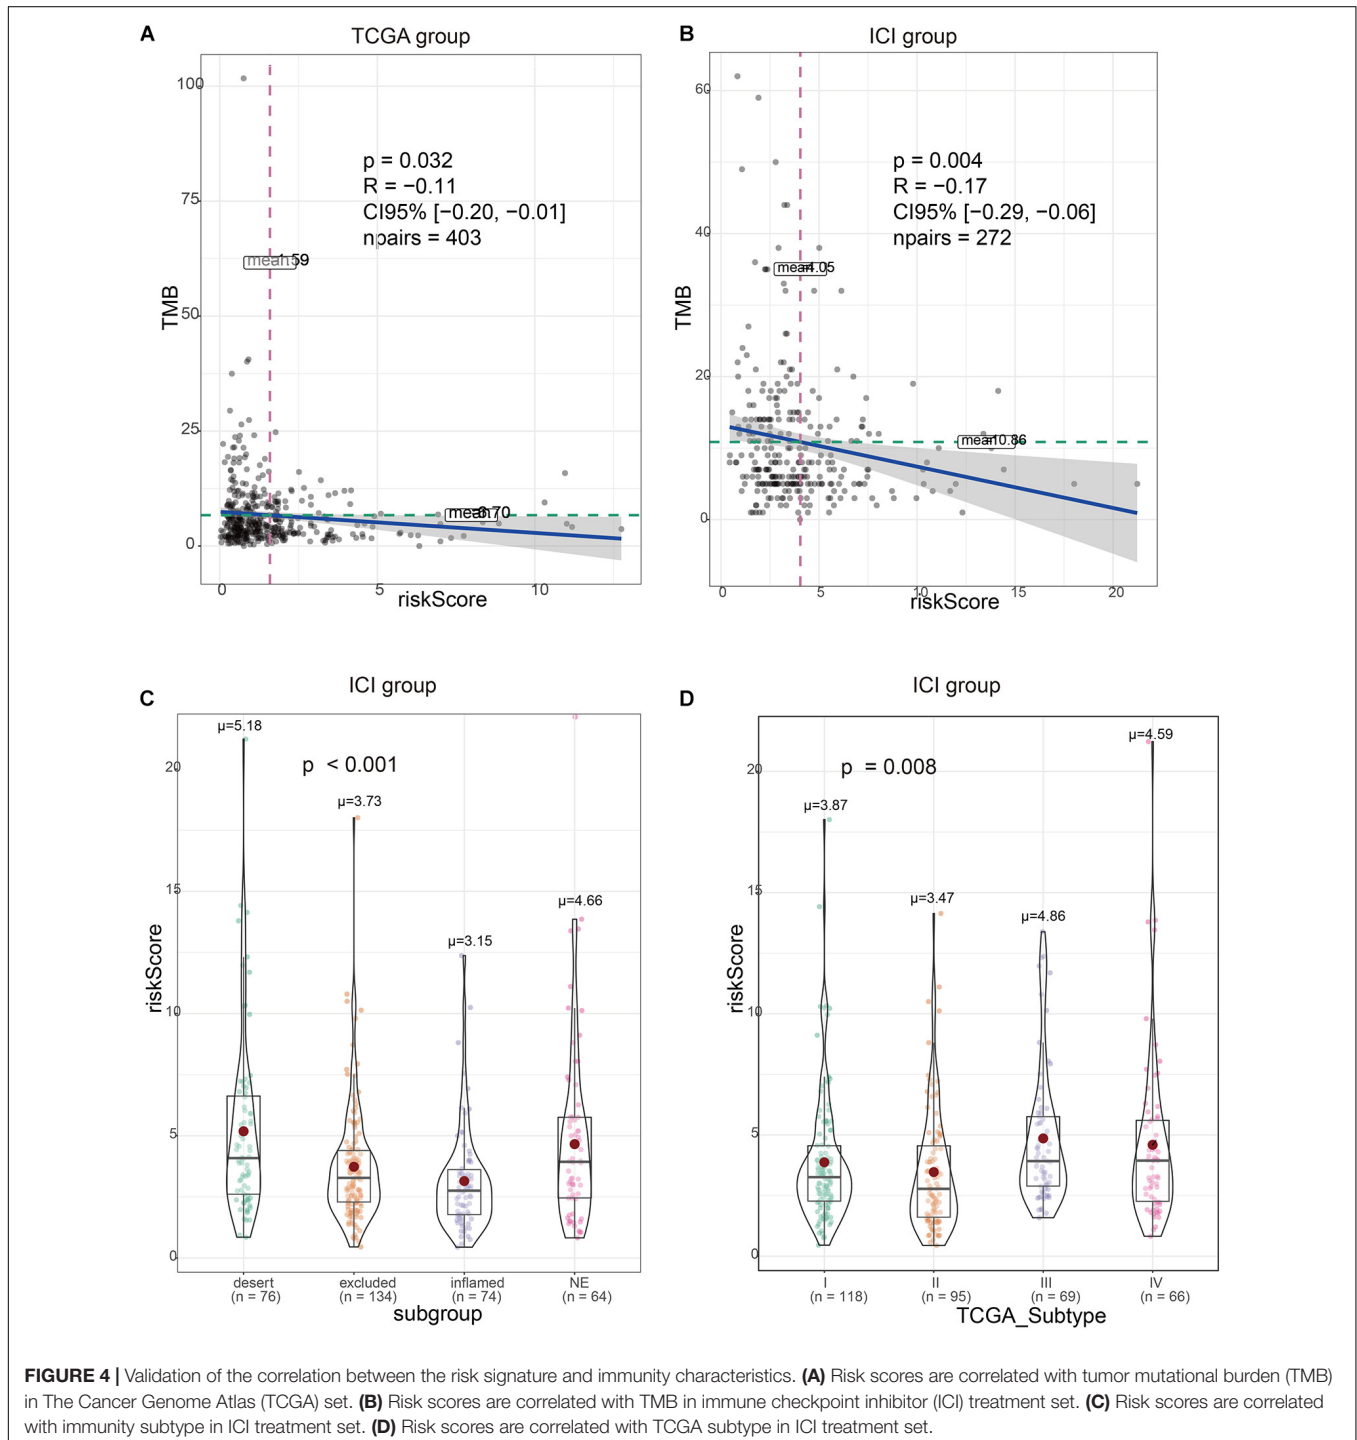 A
TCGA group
100
75
50
25
0
TMB
p = 0.032
R = −0.11
CI95% [−0.20, −0.01]
npairs = 403
0
5
10
riskScore
B
ICI group
60
40
20
0
TMB
p = 0.004
R = −0.17
CI95% [−0.29, −0.06]
npairs = 272
0
5
10
15
20
riskScore
C
ICI group
μ=5.18
p < 0.001
μ=3.73
μ=3.15
μ=4.66
20
15
10
5
0
riskScore
desert
excluded
inflamed
NE
(n = 76)
(n = 134)
(n = 74)
(n = 64)
subgroup
D
ICI group
μ=3.87
p = 0.008
μ=3.47
μ=4.86
μ=4.59
20
15
10
5
0
riskScore
I
II
III
IV
(n = 118)
(n = 95)
(n = 69)
(n = 66)
TCGA_Subtype
FIGURE 4 | Validation of the correlation between the risk signature and immunity characteristics. (A) Risk scores are correlated with tumor mutational burden (TMB)
in The Cancer Genome Atlas (TCGA) set. (B) Risk scores are correlated with TMB in immune checkpoint inhibitor (ICI) treatment set. (C) Risk scores are correlated
with immunity subtype in ICI treatment set. (D) Risk scores are correlated with TCGA subtype in ICI treatment set.